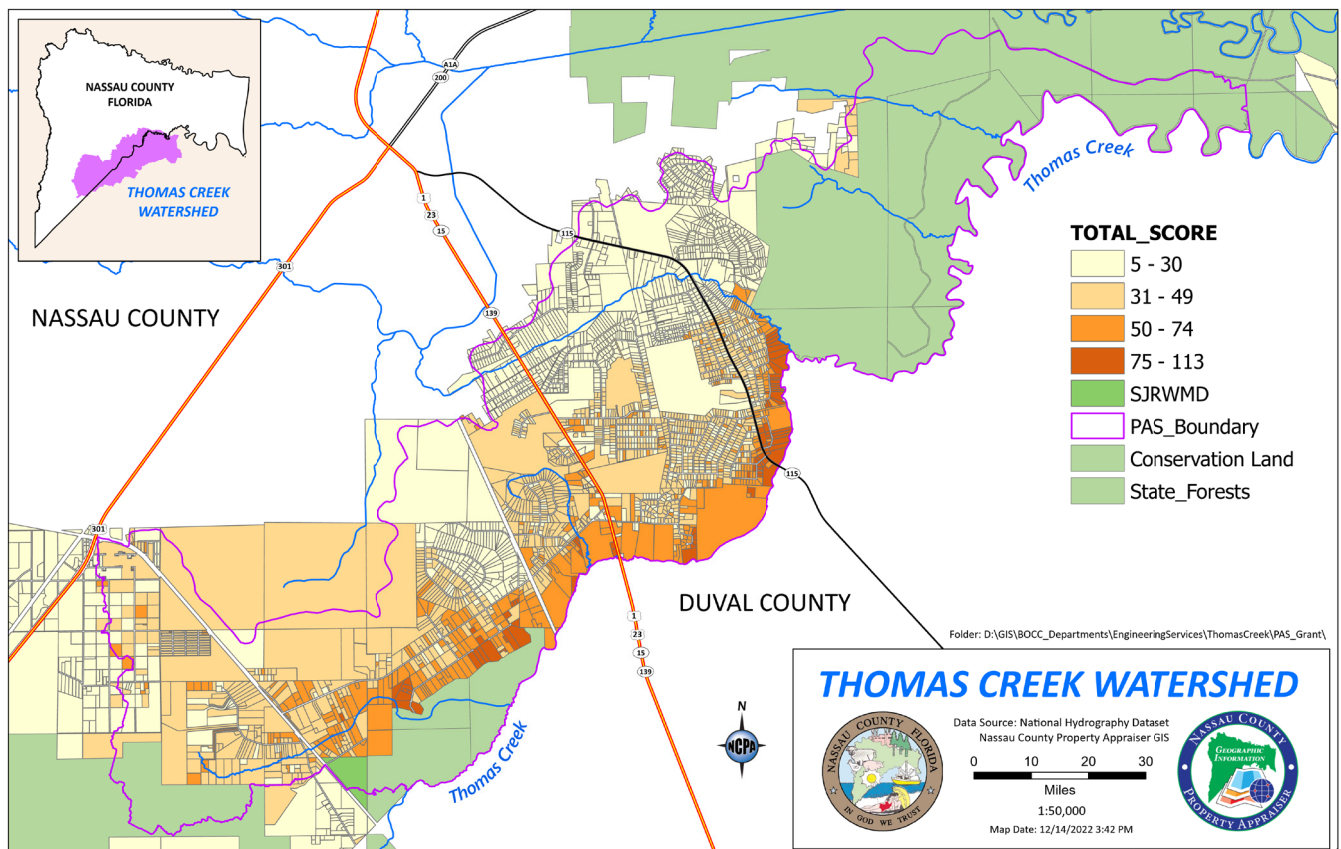 NASSAU COUNTY
FLORIDA
THOMAS CREEK
WATERSHED
A1A
200
301
1
23
15
115
139
NASSAU COUNTY
Thomas Creek
TOTAL_SCORE
5 - 30
31 - 49
50 - 74
75 - 113
SJRWMD
PAS_Boundary
Conservation Land
State_Forests
115
301
DUVAL COUNTY
1
23
15
139
Thomas Creek
Folder: D:\GIS\BOCC_Departments\EngineeringServices\ThomasCreek\PAS_Grant\
N
NCPA
THOMAS CREEK WATERSHED
Data Source: National Hydrography Dataset
Nassau County Property Appraiser GIS
0 10 20 30
Miles
1:50,000
Map Date: 12/14/2022 3:42 PM
NASSAU COUNTY FLORIDA
IN GOD WE TRUST
NASSAU COUNTY
GEOGRAPHIC
INFORMATION
PROPERTY APPRAISER